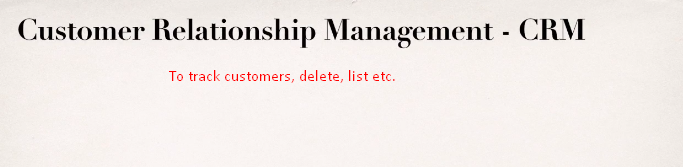 Customer Relationship Management - CRM
To track customers, delete, list etc.